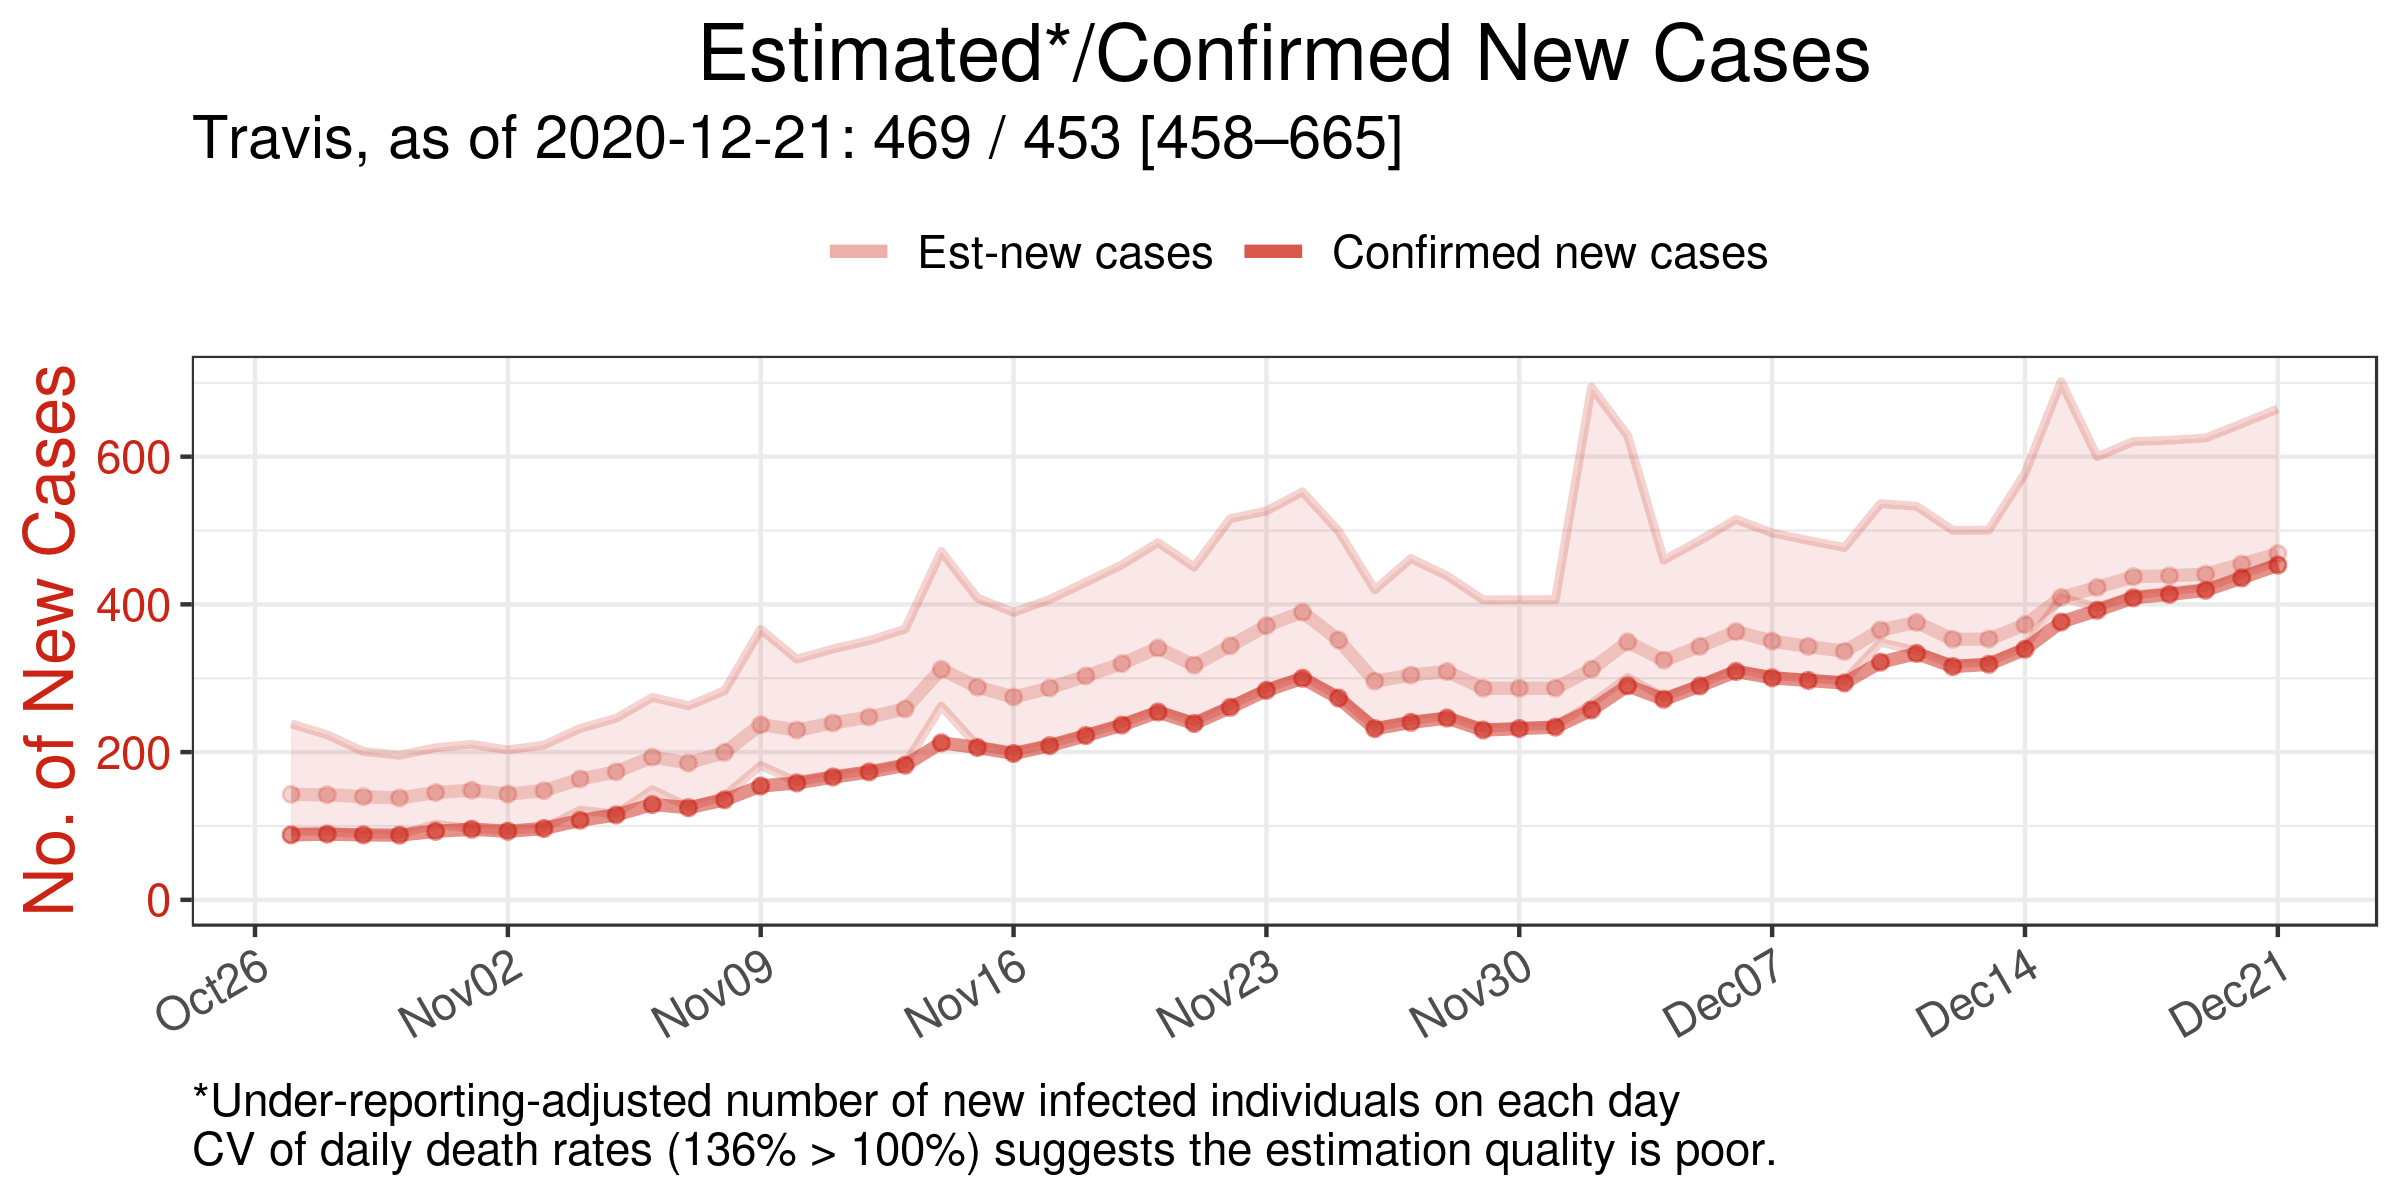 Estimated*/Confirmed New Cases
Travis, as of 2020-12-21: 469 / 453 [458–665]
Est-new cases
Confirmed new cases
No. of New Cases
600
400
200
0
Oct26
Nov02
Nov09
Nov16
Nov23
Nov30
Dec07
Dec14
Dec21
*Under-reporting-adjusted number of new infected individuals on each day
CV of daily death rates (136% > 100%) suggests the estimation quality is poor.